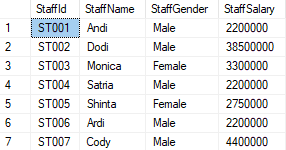 StaffId StaffName StaffGender StaffSalary
1 ST001 Andi Male 2200000
2 ST002 Dodi Male 38500000
3 ST003 Monica Female 3300000
4 ST004 Satria Male 2200000
5 ST005 Shinta Female 2750000
6 ST006 Ardi Male 2200000
7 ST007 Cody Male 4400000